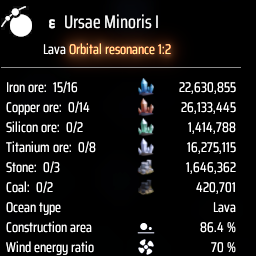 ε Ursae Minoris I
Lava Orbital resonance 1:2
Iron ore: 15/16 22,630,855
Copper ore: 0/14 26,133,445
Silicon ore: 0/2 1,414,788
Titanium ore: 0/8 16,275,115
Stone: 0/3 1,646,362
Coal: 0/2 420,701
Ocean type Lava
Construction area 86.4 %
Wind energy ratio 70 %